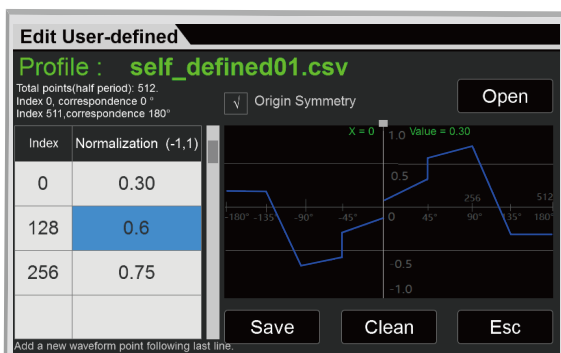 Edit User-defined
Profile : self_defined01.csv
Total points(half period): 512.
Index 0, correspondence 0 °
Index 511,correspondence 180°
√ Origin Symmetry
Open
Index Normalization (-1,1)
0 0.30
128 0.6
256 0.75
X = 0 1.0 Value = 0.30
0.5
256 512
-180° -135° -90° -45° 0 45° 90° 135° 180°
-0.5
-1.0
Save Clean Esc
Add a new waveform point following last line.